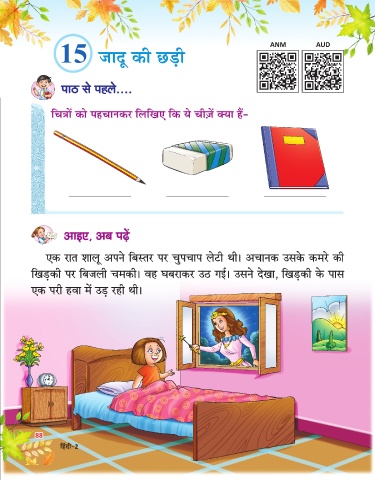 ANM
AUD
15 जादू की छड़ी
पाठ से पहले....
चित्रों को पहचानकर लिखिए कि ये चीज़ें क्या हैं–
आइए, अब पढ़ें
एक रात शालू अपने बिस्तर पर चुपचाप लेटी थी। अचानक उसके कमरे की
खिड़की पर बिजली चमकी। वह घबराकर उठ गई। उसने देखा, खिड़की के पास
एक परी हवा में उड़ रही थी।
88
हिंदी-2